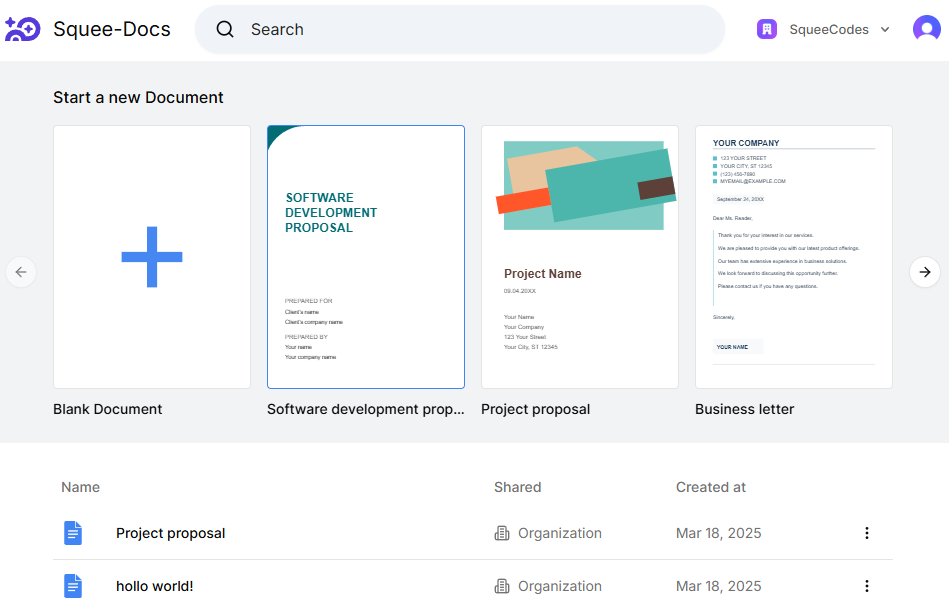 Squee-Docs
Search
SqueeCodes
Start a new Document
SOFTWARE
DEVELOPMENT
PROPOSAL
PREPARED FOR
Client's name
Client's company name
PREPARED BY
Your name
Your company name
Project Name
09.04.20XX
Your Name
Your Company
123 Your Street
Your City, ST 12345
YOUR COMPANY
123 YOUR STREET
YOUR CITY, ST 12345
(123) 456-7890
MYEMAIL@EXAMPLE.COM
September 24, 20XX
Dear Ms. Reader,
Thank you for your interest in our services.
We are pleased to provide you with our latest product offerings.
Our team has extensive experience in business solutions.
We look forward to discussing this opportunity further.
Please contact us if you have any questions.
Sincerely,
YOUR NAME
Blank Document
Software development prop...
Project proposal
Business letter
Name Shared Created at
Project proposal Organization Mar 18, 2025
hollo world! Organization Mar 18, 2025